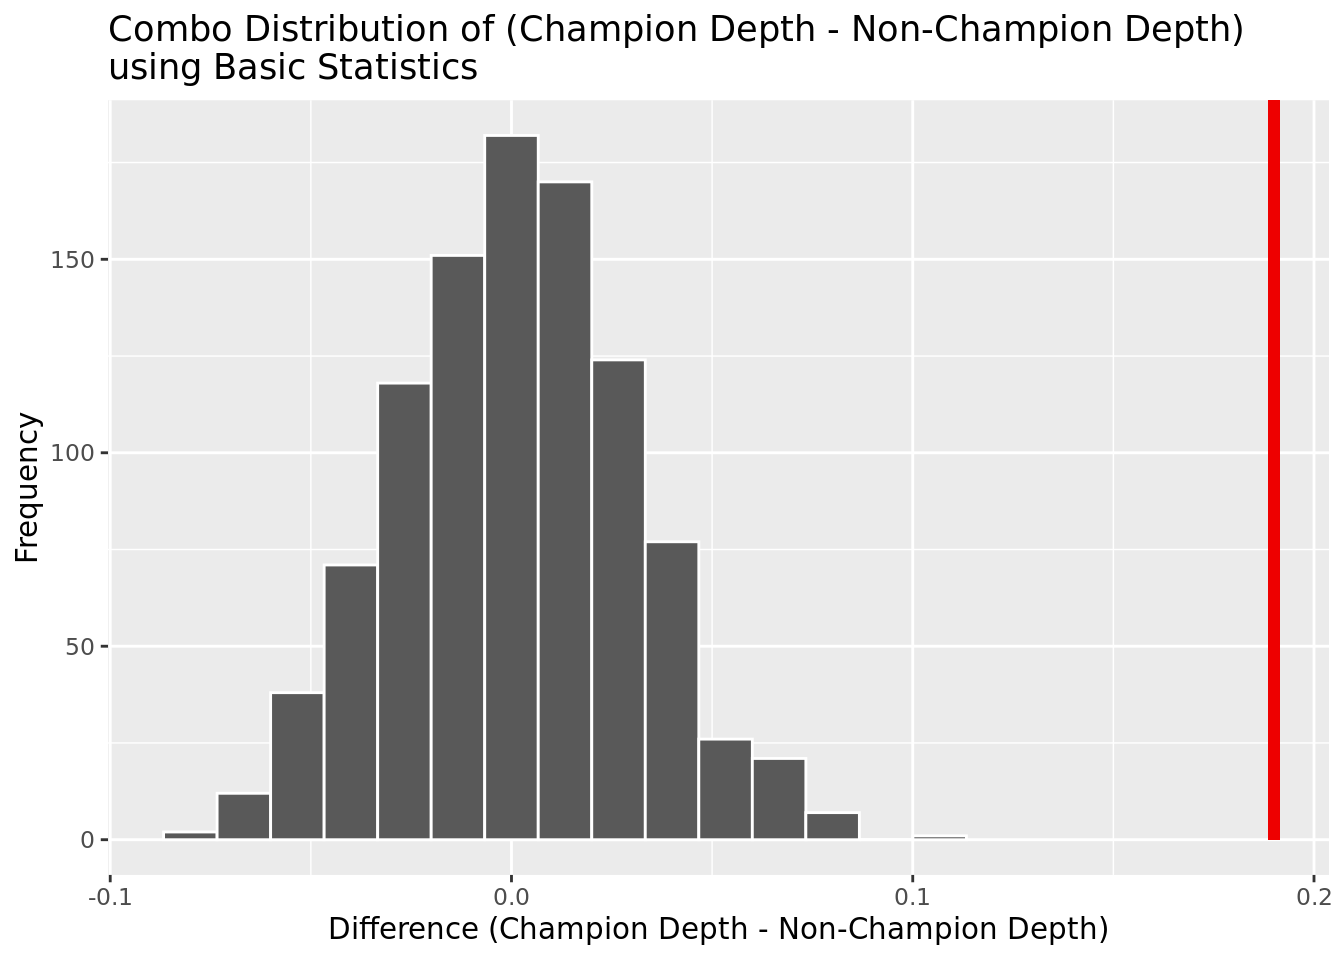 Combo Distribution of (Champion Depth - Non-Champion Depth)
using Basic Statistics
Frequency
150
100
50
0
-0.1
0.0
0.1
0.2
Difference (Champion Depth - Non-Champion Depth)